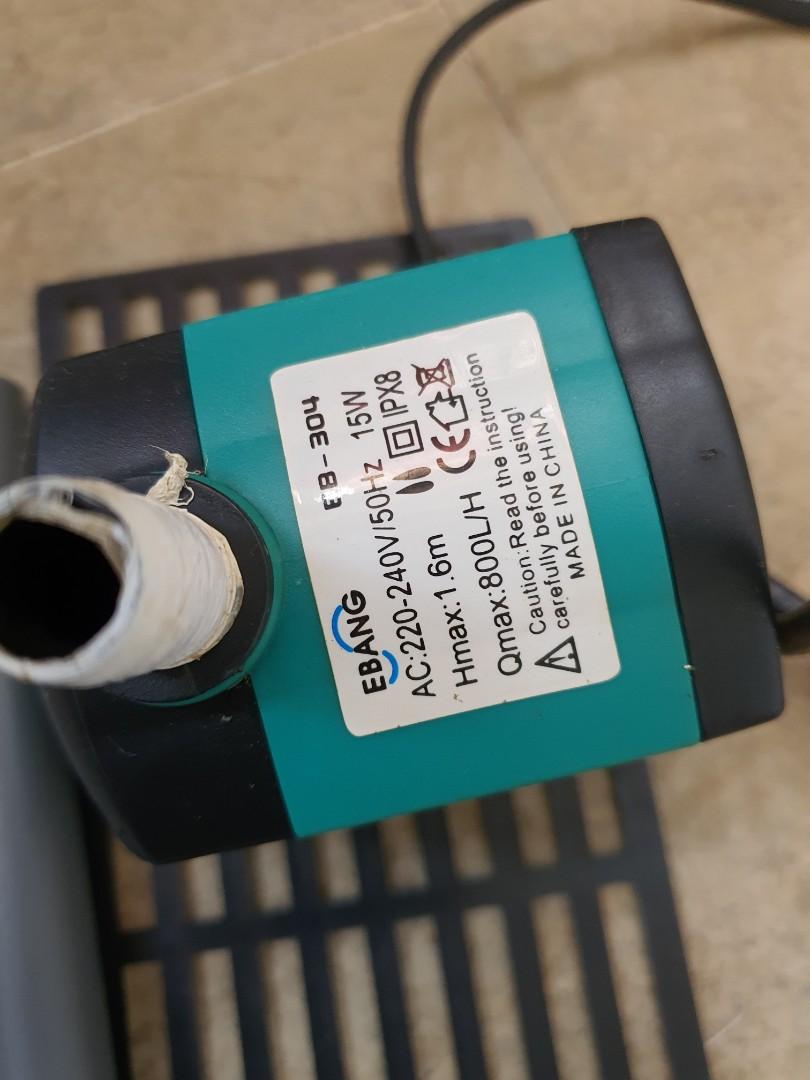 EBANG EB-304
AC:220-240V/50Hz 15W
Hmax:1.6m IPX8
Qmax:800L/H CE
Caution:Read the instruction
carefully before using!
MADE IN CHINA